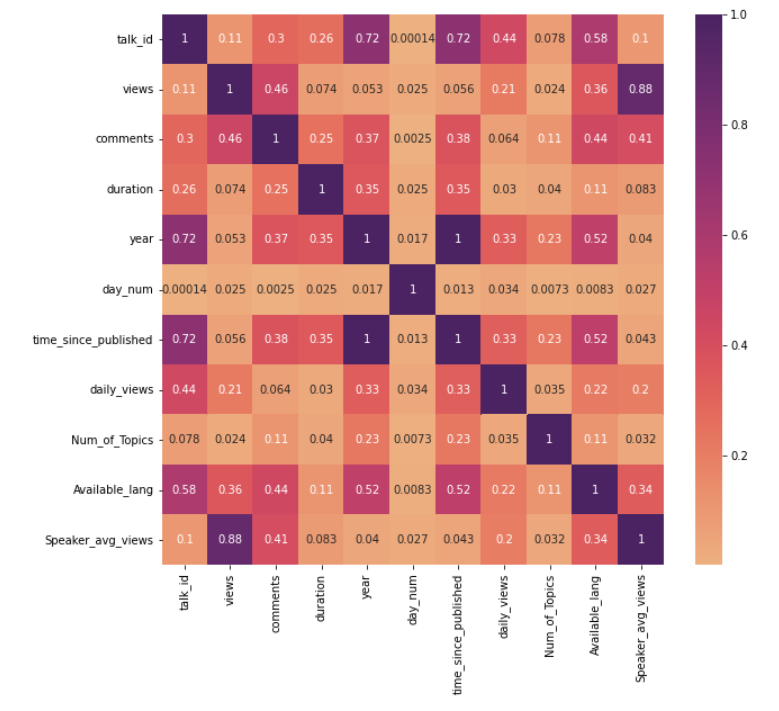 talk_id 1 0.11 0.3 0.26 0.72 0.00014 0.72 0.44 0.078 0.58 0.1
views 0.11 1 0.46 0.074 0.053 0.025 0.056 0.21 0.024 0.36 0.88
comments 0.3 0.46 1 0.25 0.37 0.0025 0.38 0.064 0.11 0.44 0.41
duration 0.26 0.074 0.25 1 0.35 0.025 0.35 0.03 0.04 0.11 0.083
year 0.72 0.053 0.37 0.35 1 0.017 1 0.33 0.23 0.52 0.04
day_num 0.00014 0.025 0.0025 0.025 0.017 1 0.013 0.034 0.0073 0.0083 0.027
time_since_published 0.72 0.056 0.38 0.35 1 0.013 1 0.33 0.23 0.52 0.043
daily_views 0.44 0.21 0.064 0.03 0.33 0.034 0.33 1 0.035 0.22 0.2
Num_of_Topics 0.078 0.024 0.11 0.04 0.23 0.0073 0.23 0.035 1 0.11 0.032
Available_lang 0.58 0.36 0.44 0.11 0.52 0.0083 0.52 0.22 0.11 1 0.34
Speaker_avg_views 0.1 0.88 0.41 0.083 0.04 0.027 0.043 0.2 0.032 0.34 1
talk_id
views
comments
duration
year
day_num
time_since_published
daily_views
Num_of_Topics
Available_lang
Speaker_avg_views
1.0
0.8
0.6
0.4
0.2